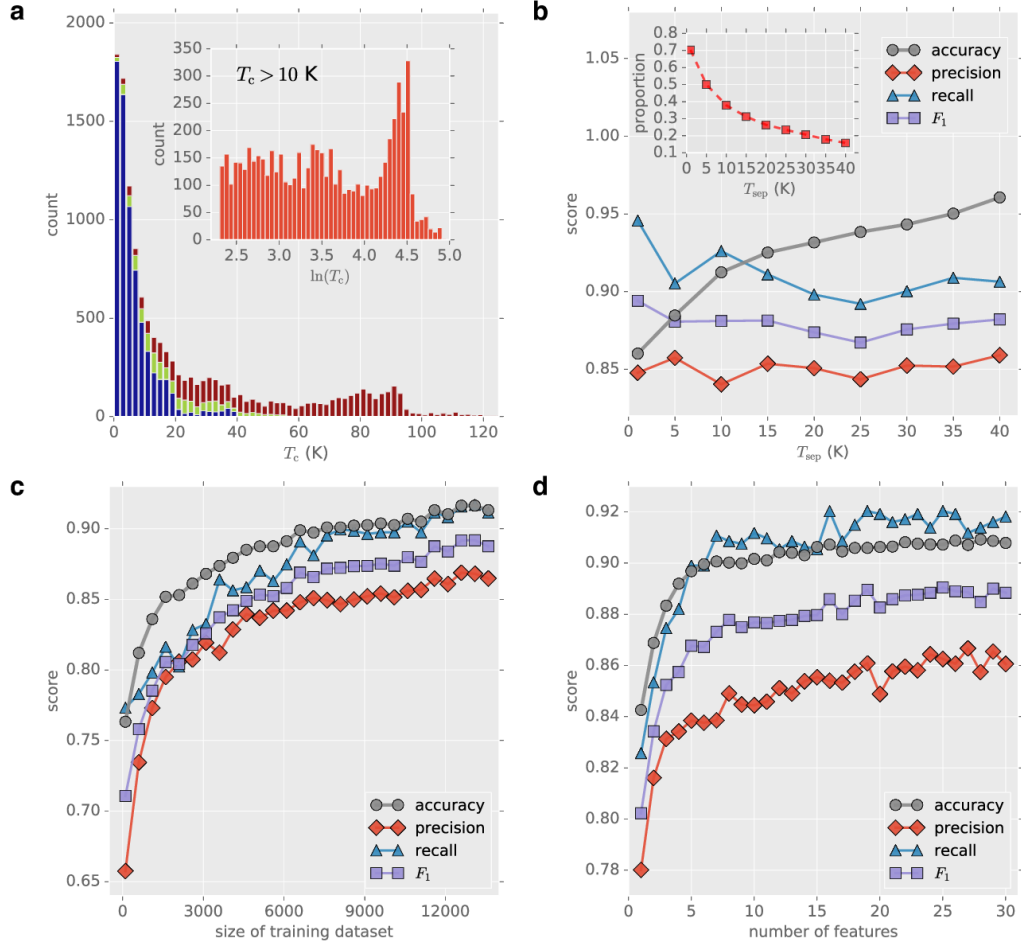 a
2000
1500
1000
500
0
count
0 20 40 60 80 100 120
T_c (K)
T_c > 10 K
350
300
250
200
150
100
50
0
count
2.5 3.0 3.5 4.0 4.5 5.0
ln(T_c)
b
1.05
1.00
0.95
0.90
0.85
score
0 5 10 15 20 25 30 35 40
T_sep (K)
0.8
0.7
0.6
0.5
0.4
0.3
0.2
0.1
proportion
0 5 10 15 20 25 30 35 40
T_sep (K)
accuracy
precision
recall
F_1
c
0.90
0.85
0.80
0.75
0.70
0.65
score
0 3000 6000 9000 12000
size of training dataset
accuracy
precision
recall
F_1
d
0.92
0.90
0.88
0.86
0.84
0.82
0.80
0.78
score
0 5 10 15 20 25 30
number of features
accuracy
precision
recall
F_1